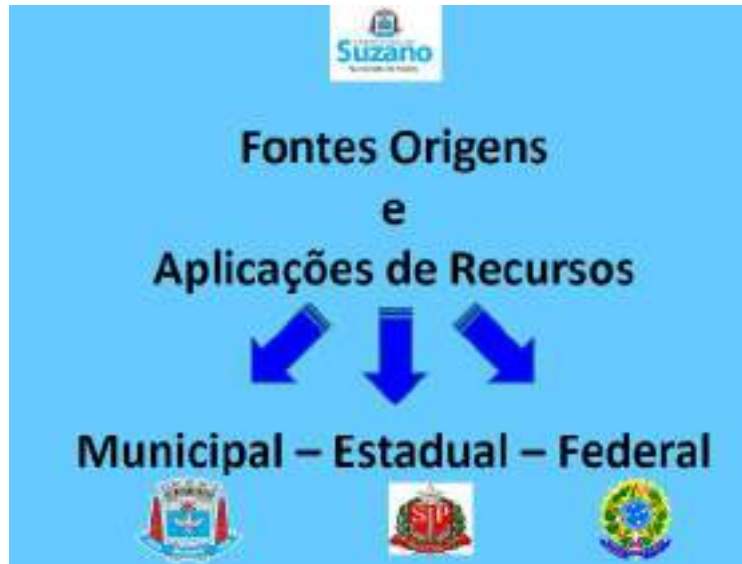 Suzano
Fontes Origens
e
Aplicações de Recursos
Municipal – Estadual – Federal